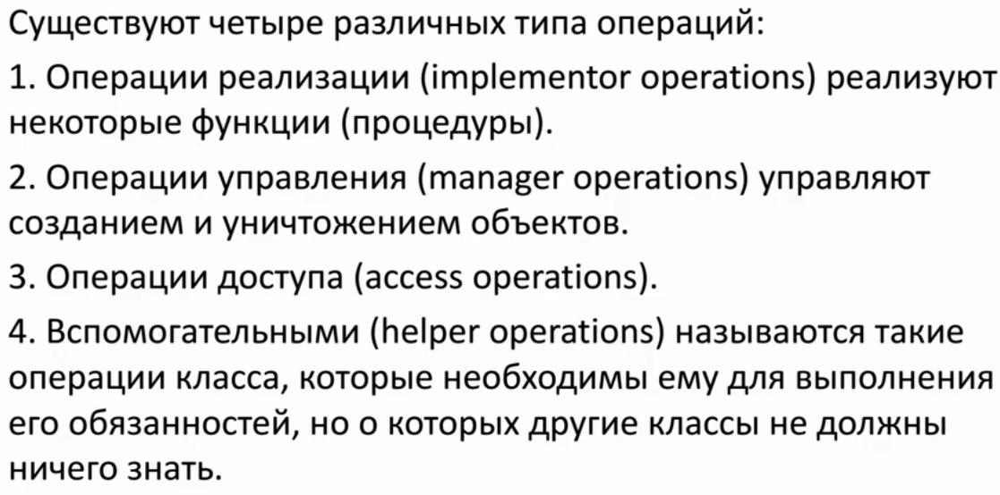 Существуют четыре различных типа операций:
1. Операции реализации (implementor operations) реализуют
некоторые функции (процедуры).
2. Операции управления (manager operations) управляют
созданием и уничтожением объектов.
3. Операции доступа (access operations).
4. Вспомогательными (helper operations) называются такие
операции класса, которые необходимы ему для выполнения
его обязанностей, но о которых другие классы не должны
ничего знать.